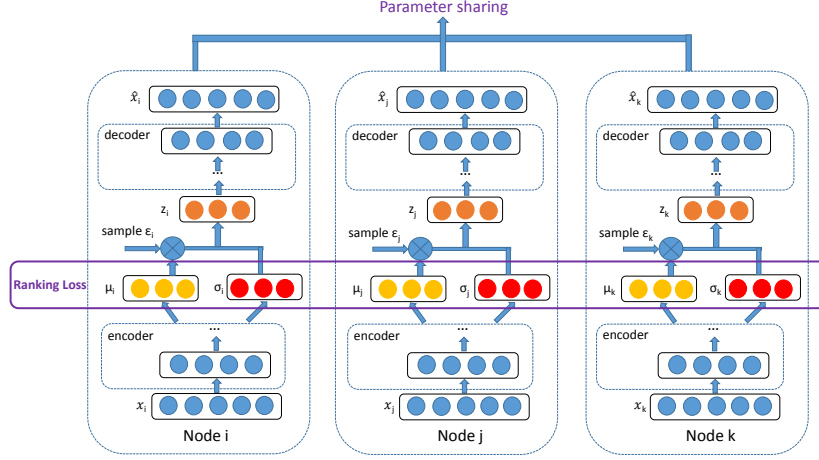 Parameter sharing
x̂ᵢ
x̂ⱼ
x̂ₖ
decoder
decoder
decoder
...
...
...
zᵢ
zⱼ
zₖ
sample εᵢ
sample εⱼ
sample εₖ
Ranking Loss
μᵢ
σᵢ
μⱼ
σⱼ
μₖ
σₖ
...
...
...
encoder
encoder
encoder
xᵢ
xⱼ
xₖ
Node i
Node j
Node k